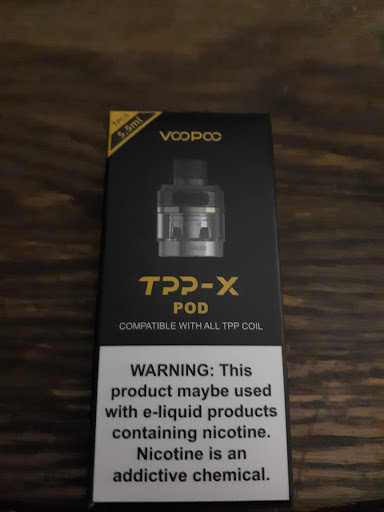 1pcs
5.5ml
VOOPOO
TPP-X
POD
COMPATIBLE WITH ALL TPP COIL
WARNING: This
product maybe used
with e-liquid products
containing nicotine.
Nicotine is an
addictive chemical.